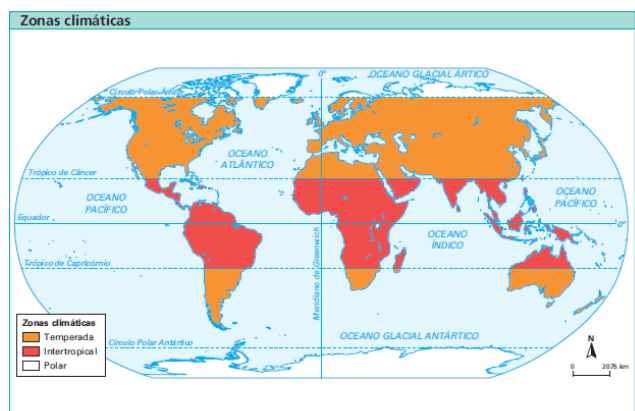 Zonas climáticas
0°
OCEANO GLACIAL ÁRTICO
Círculo Polar Ártico
OCEANO
ATLÂNTICO
Trópico de Câncer
OCEANO
PACÍFICO
OCEANO
PACÍFICO
Equador
0°
OCEANO
ÍNDICO
Trópico de Capricórnio
Meridiano de Greenwich
Zonas climáticas
Temperada
Intertropical
Polar
Círculo Polar Antártico
OCEANO GLACIAL ANTÁRTICO
N
0 2075 km